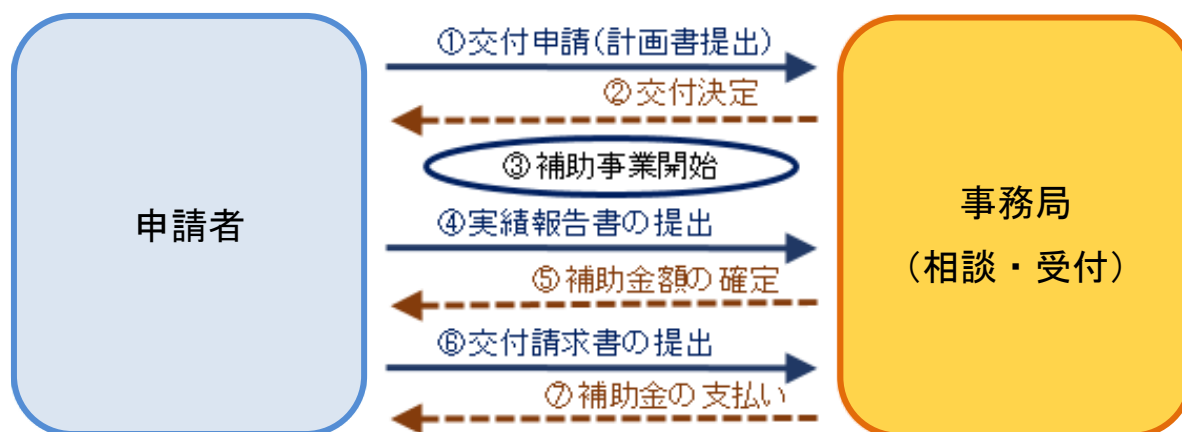 申請者
①交付申請(計画書提出)
②交付決定
③補助事業開始
④実績報告書の提出
⑤補助金額の確定
⑥交付請求書の提出
⑦補助金の支払い
事務局
（相談・受付）